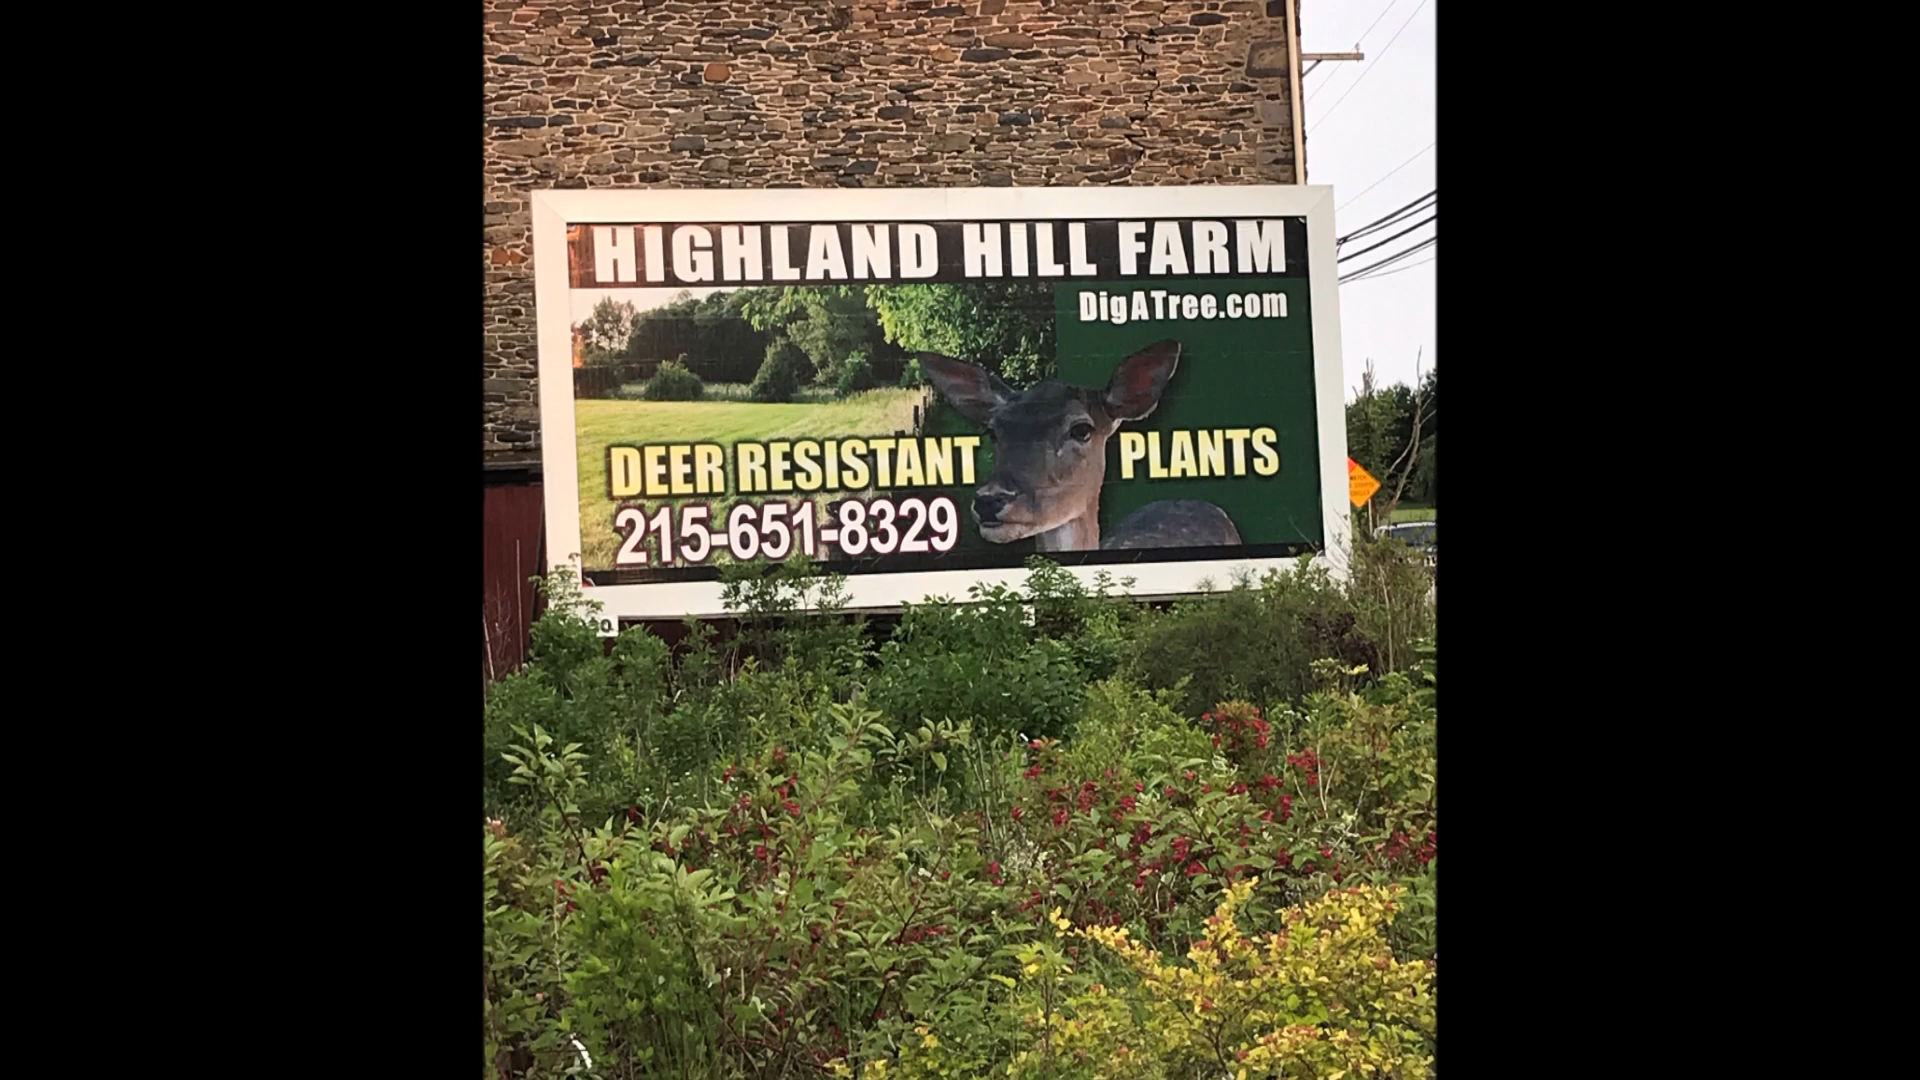 HIGHLAND HILL FARM
DigATree.com
DEER RESISTANT PLANTS
215-651-8329